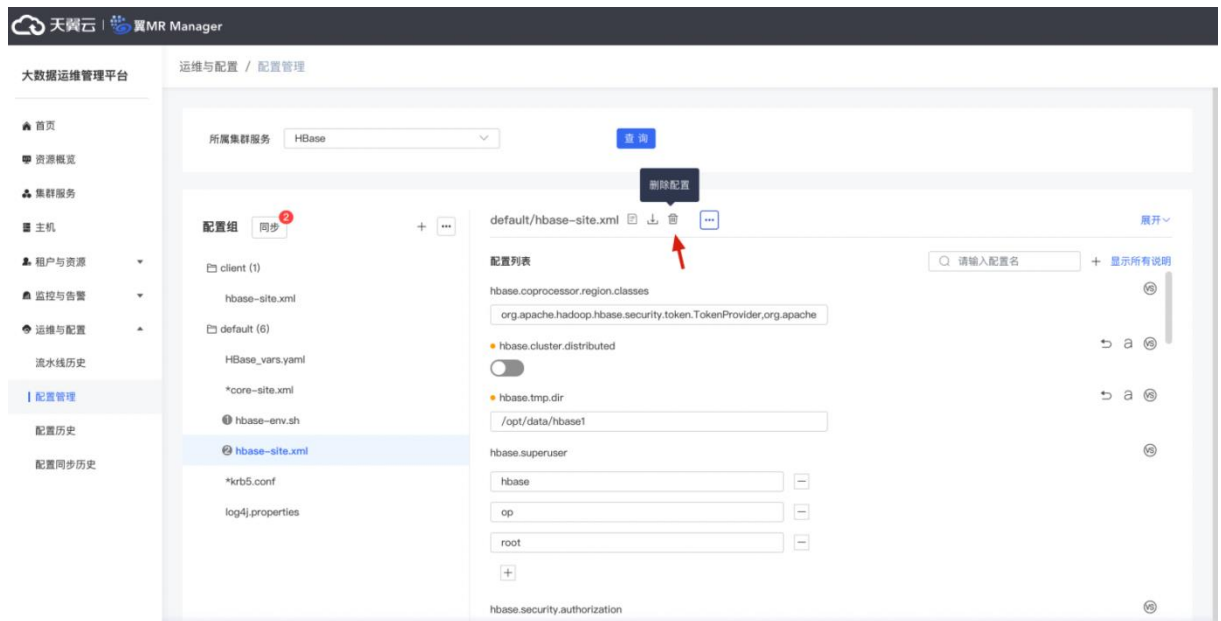 天翼云 翼MR Manager
大数据运维管理平台
首页
资源概览
集群服务
主机
租户与资源
监控与告警
运维与配置
流水线历史
配置管理
配置历史
配置同步历史
运维与配置 / 配置管理
所属集群服务 HBase 查询
删除配置
配置组 同步 2
client (1)
hbase-site.xml
default (6)
HBase_vars.yaml
*core-site.xml
1 hbase-env.sh
2 hbase-site.xml
*krb5.conf
log4j.properties
default/hbase-site.xml 展开
配置列表 请输入配置名 + 显示所有说明
hbase.coprocessor.region.classes VS
org.apache.hadoop.hbase.security.token.TokenProvider,org.apache
hbase.cluster.distributed a VS
hbase.tmp.dir a VS
/opt/data/hbase1
hbase.superuser VS
hbase
op
root
hbase.security.authorization VS